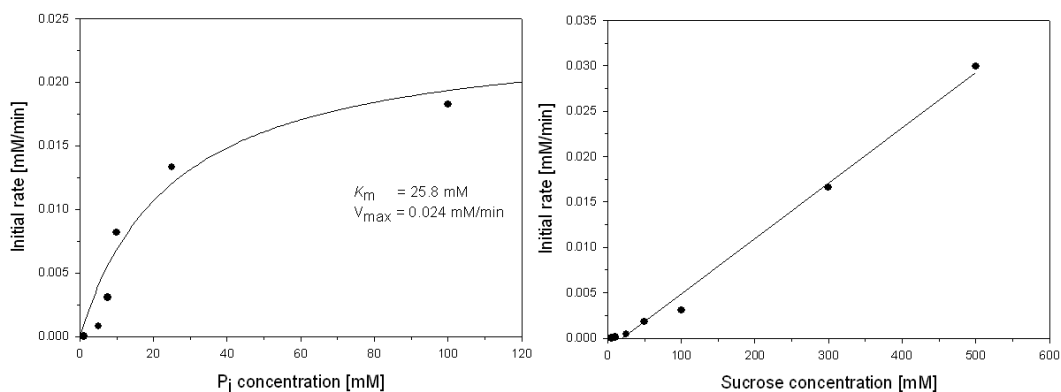 0.025
0.020
0.015
0.010
0.005
0.000
0 20 40 60 80 100 120
Initial rate [mM/min]
Pi concentration [mM]
Km = 25.8 mM
Vmax = 0.024 mM/min
0.035
0.030
0.025
0.020
0.015
0.010
0.005
0.000
0 100 200 300 400 500 600
Initial rate [mM/min]
Sucrose concentration [mM]